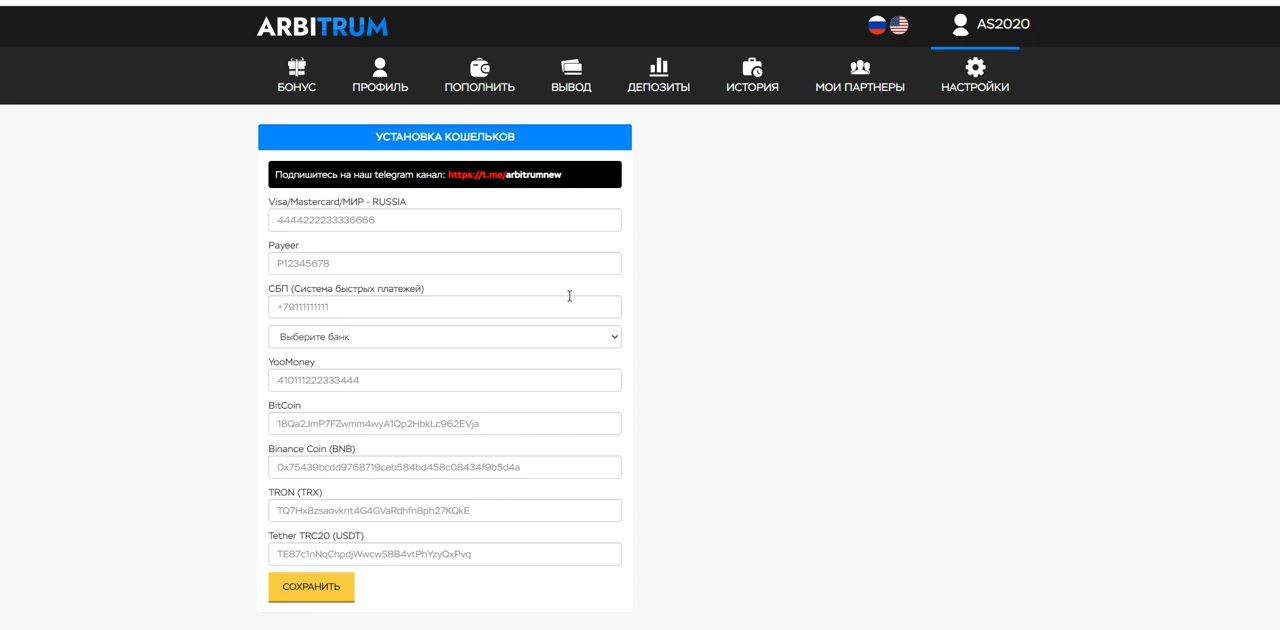 ARBITRUM
AS2020
БОНУС ПРОФИЛЬ ПОПОЛНИТЬ ВЫВОД ДЕПОЗИТЫ ИСТОРИЯ МОИ ПАРТНЕРЫ НАСТРОЙКИ
УСТАНОВКА КОШЕЛЬКОВ
Подпишитесь на наш telegram канал: https://t.me/arbitrumnew
Visa/Mastercard/МИР - RUSSIA
4444222233336666
Payeer
P12345678
СБП (Система быстрых платежей)
+79111111111
Выберите банк
YooMoney
410111222333444
BitCoin
18Qa2JmP7FZwmm4wyA1Qp2HbkLc962EVja
Binance Coin (BNB)
0x75439bcdd9768719ceb584bd458c08434f9b5d4a
TRON (TRX)
TQ7HxBzsaovknt4G4GVaRdhfn8ph27KQkE
Tether TRC20 (USDT)
TE87c1nNqChpdjWwcwS8B4vtPhYzyQxPvq
СОХРАНИТЬ